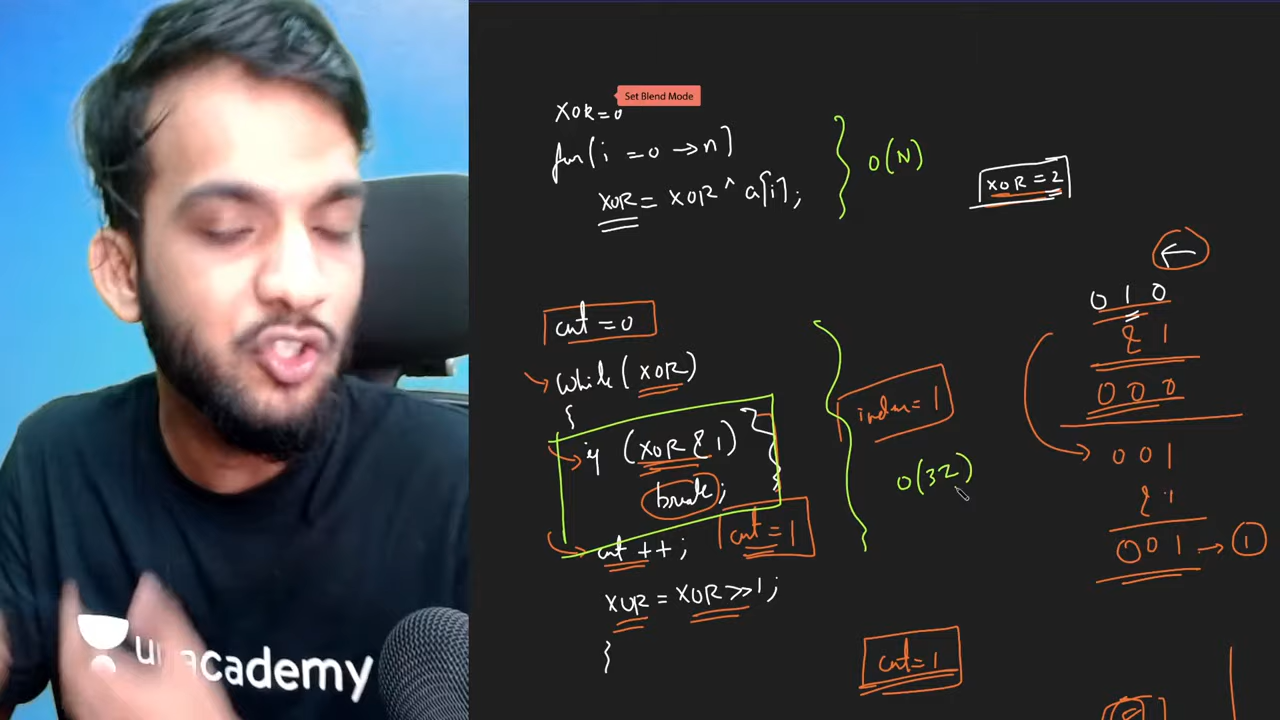 Set Blend Mode
XOR=0
for(i = 0 → n)
XOR = XOR ^ a[i];
O(N)
XOR = 2
←
0 1 0
& 1
0 0 0
0 0 1
& 1
0 0 1 → 1
cnt = 0
while( XOR)
{
if (XOR & 1)
break;
cnt ++;
cnt = 1
XOR = XOR >> 1;
}
index = 1
O(32)
cnt = 1
unacademy